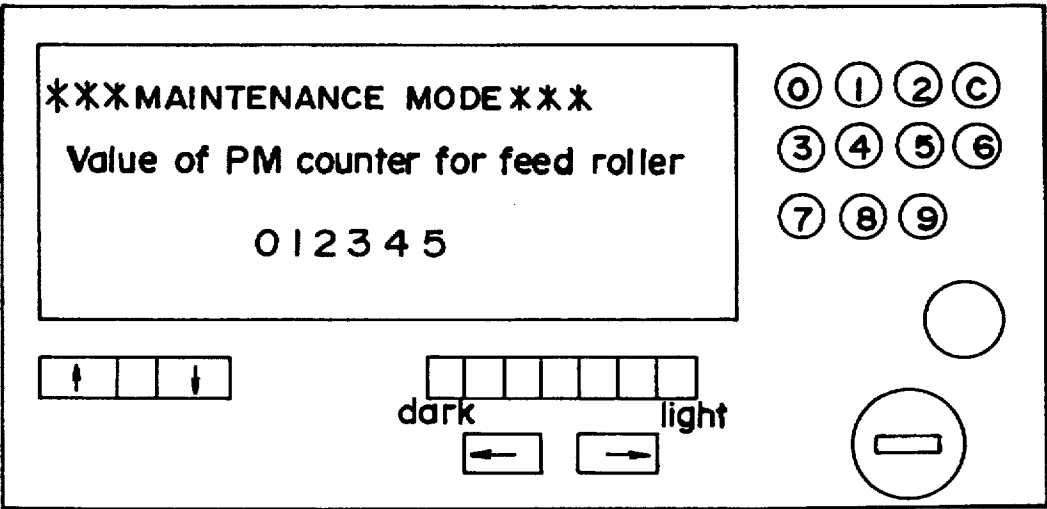 ***MAINTENANCE MODE***
Value of PM counter for feed roller
012345
0 1 2 C
3 4 5 6
7 8 9
↑ ↓
dark light
← →